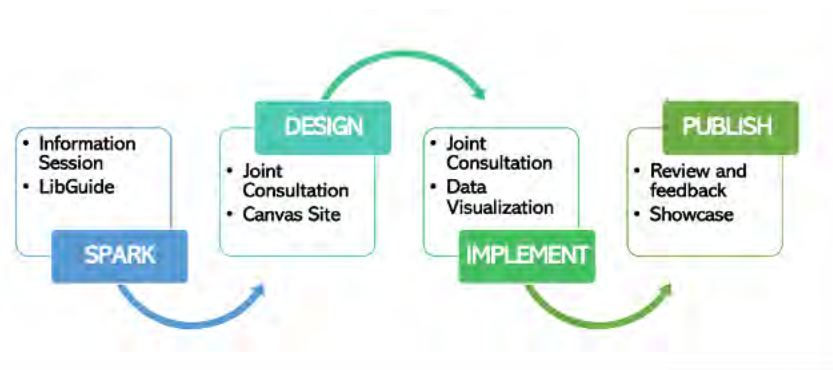 • Information
Session
• LibGuide
SPARK
DESIGN
• Joint
Consultation
• Canvas Site
• Joint
Consultation
• Data
Visualization
IMPLEMENT
PUBLISH
• Review and
feedback
• Showcase